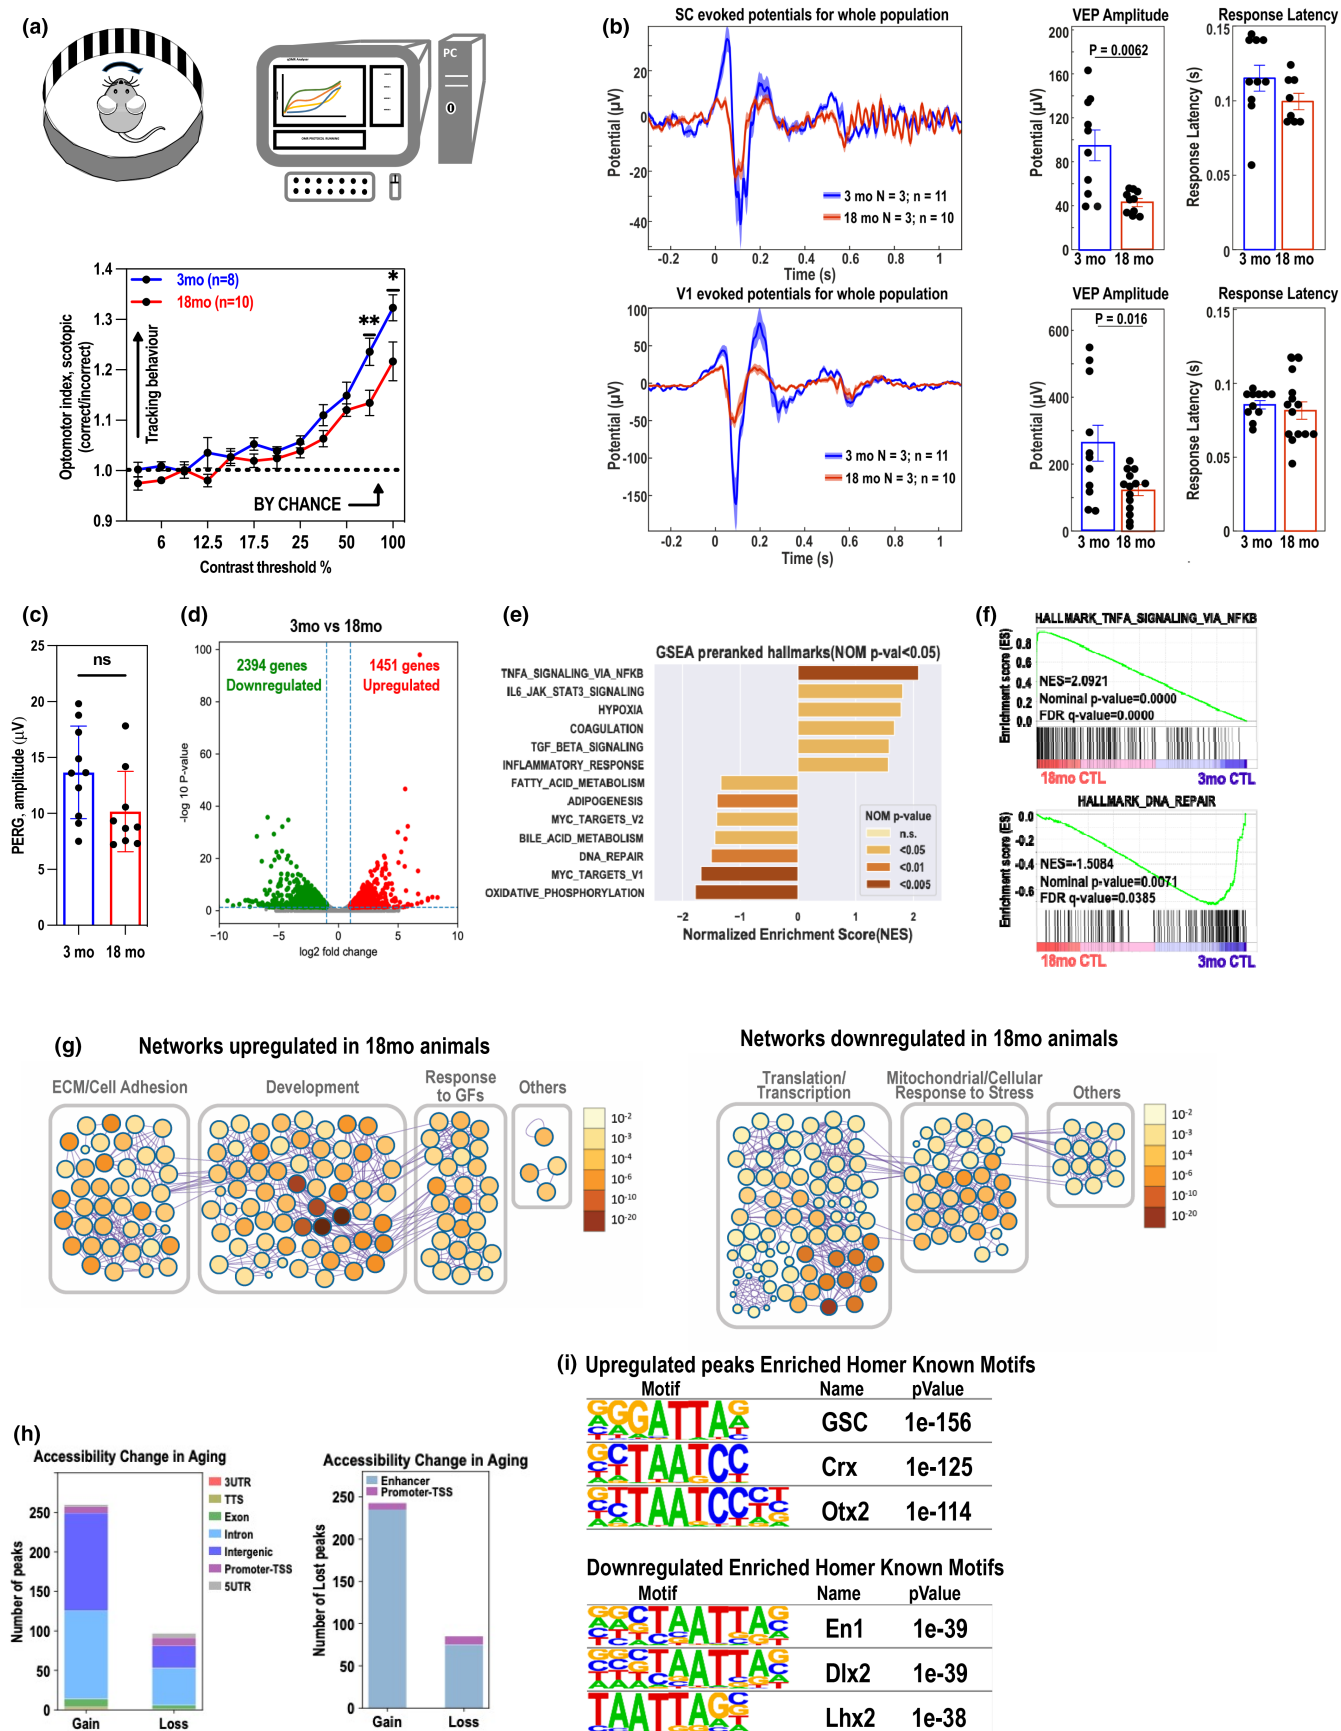 (a)
PC
qOMR Analysis
OMR PROTOCOL RUNNING
1.4
1.3
1.2
1.1
1.0
0.9
3mo (n=8)
18mo (n=10)
Tracking behaviour
**
*
BY CHANCE
Optomotor index, scotopic
(correct/incorrect)
6 12.5 17.5 25 50 100
Contrast threshold %
(b)
SC evoked potentials for whole population
20
0
-20
-40
Potential (µV)
3 mo N = 3; n = 11
18 mo N = 3; n = 10
-0.2 0 0.2 0.4 0.6 0.8 1
Time (s)
VEP Amplitude
P = 0.0062
200
160
120
80
40
0
Potential (µV)
3 mo 18 mo
Response Latency
0.15
0.1
0.05
0
Response Latency (s)
3 mo 18 mo
V1 evoked potentials for whole population
100
50
0
-50
-100
-150
Potential (µV)
3 mo N = 3; n = 11
18 mo N = 3; n = 10
-0.2 0 0.2 0.4 0.6 0.8 1
Time (s)
VEP Amplitude
P = 0.016
600
400
200
0
Potential (µV)
3 mo 18 mo
Response Latency
0.15
0.1
0.05
0
Response Latency (s)
3 mo 18 mo
(c)
25
20
15
10
5
0
ns
PERG, amplitude (µV)
3 mo 18 mo
(d)
3mo vs 18mo
100
80
60
40
20
0
2394 genes
Downregulated
1451 genes
Upregulated
-log 10 P-value
−10 −5 0 5 10
log2 fold change
(e)
GSEA preranked hallmarks(NOM p-val<0.05)
TNFA_SIGNALING_VIA_NFKB
IL6_JAK_STAT3_SIGNALING
HYPOXIA
COAGULATION
TGF_BETA_SIGNALING
INFLAMMATORY_RESPONSE
FATTY_ACID_METABOLISM
ADIPOGENESIS
MYC_TARGETS_V2
BILE_ACID_METABOLISM
DNA_REPAIR
MYC_TARGETS_V1
OXIDATIVE_PHOSPHORYLATION
NOM p-value
n.s.
<0.05
<0.01
<0.005
−2 −1 0 1 2
Normalized Enrichment Score(NES)
(f)
HALLMARK_TNFA_SIGNALING_VIA_NFKB
0.8
0.6
0.4
0.2
0.0
Enrichment score (ES)
NES=2.0921
Nominal p-value=0.0000
FDR q-value=0.0000
18mo CTL 3mo CTL
HALLMARK_DNA_REPAIR
0.0
-0.2
-0.4
-0.6
Enrichment score (ES)
NES=-1.5084
Nominal p-value=0.0071
FDR q-value=0.0385
18mo CTL 3mo CTL
(g)
Networks upregulated in 18mo animals
ECM/Cell Adhesion
Development
Response
to GFs
Others
10-2
10-3
10-4
10-6
10-10
10-20
Networks downregulated in 18mo animals
Translation/
Transcription
Mitochondrial/Cellular
Response to Stress
Others
10-2
10-3
10-4
10-6
10-10
10-20
(h)
Accessibility Change in Aging
250
200
150
100
50
0
Number of peaks
Gain Loss
3UTR
TTS
Exon
Intron
Intergenic
Promoter-TSS
5UTR
Accessibility Change in Aging
Enhancer
Promoter-TSS
250
200
150
100
50
0
Number of Lost peaks
Gain Loss
(i)
Upregulated peaks Enriched Homer Known Motifs
Motif Name pValue
GSC 1e-156
Crx 1e-125
Otx2 1e-114
Downregulated Enriched Homer Known Motifs
Motif Name pValue
En1 1e-39
Dlx2 1e-39
Lhx2 1e-38